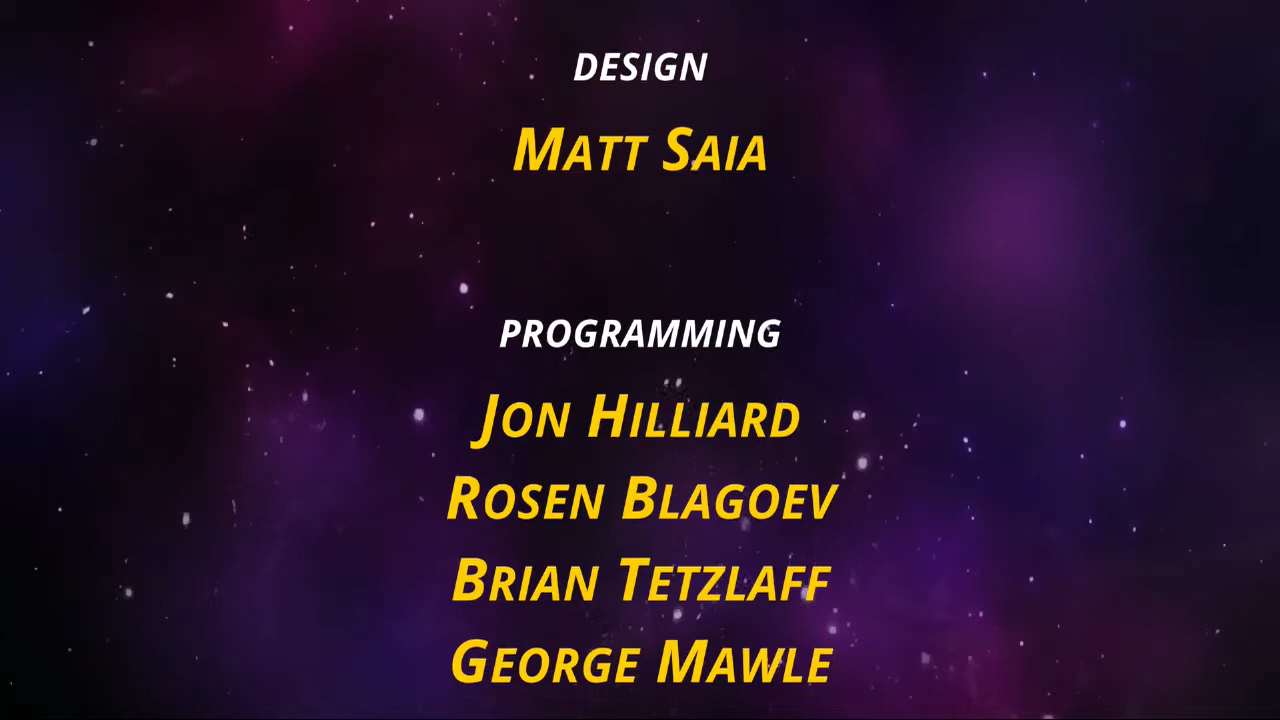 DESIGN
MATT SAIA
PROGRAMMING
JON HILLIARD
ROSEN BLAGOEV
BRIAN TETZLAFF
GEORGE MAWLE